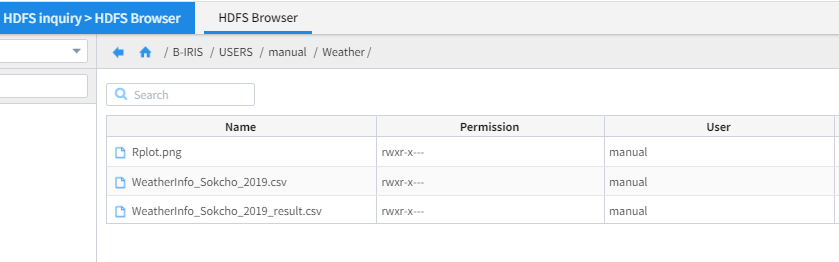 HDFS inquiry > HDFS Browser
HDFS Browser
/ B-IRIS / USERS / manual / Weather /
Search
Name Permission User
Rplot.png rwxr-x--- manual
WeatherInfo_Sokcho_2019.csv rwxr-x--- manual
WeatherInfo_Sokcho_2019_result.csv rwxr-x--- manual